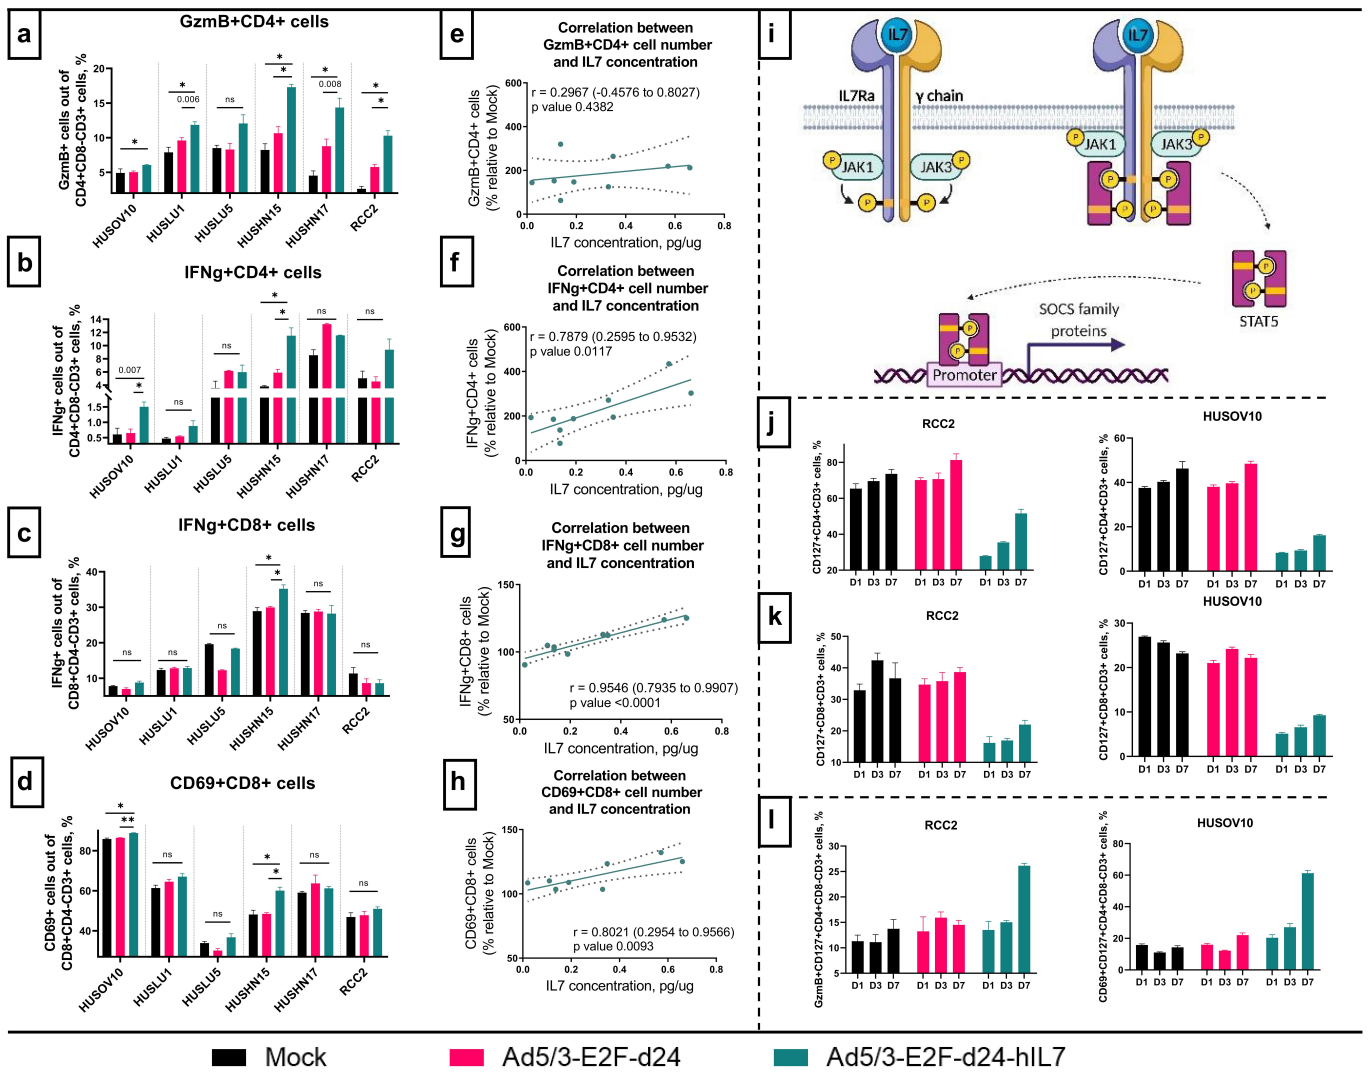 a
GzmB+CD4+ cells
GzmB+ cells out of
CD4+CD8-CD3+ cells, %
20
15
10
5
*
*
0.006
ns
*
*
*
0.008
*
*
HUSOV10
HUSLU1
HUSLU5
HUSHN15
HUSHN17
RCC2
b
IFNg+CD4+ cells
IFNg+ cells out of
CD4+CD8-CD3+ cells, %
14
12
10
8
6
4
1.5
1.0
0.5
0.007
*
ns
ns
*
*
ns
ns
HUSOV10
HUSLU1
HUSLU5
HUSHN15
HUSHN17
RCC2
c
IFNg+CD8+ cells
IFNg+ cells out of
CD8+CD4-CD3+ cells, %
40
30
20
10
ns
ns
ns
*
*
ns
ns
HUSOV10
HUSLU1
HUSLU5
HUSHN15
HUSHN17
RCC2
d
CD69+CD8+ cells
CD69+ cells out of
CD8+CD4-CD3+ cells, %
80
60
40
*
**
ns
ns
*
*
ns
ns
HUSOV10
HUSLU1
HUSLU5
HUSHN15
HUSHN17
RCC2
e
Correlation between
GzmB+CD4+ cell number
and IL7 concentration
GzmB+CD4+ cells
(% relative to Mock)
600
400
200
0
r = 0.2967 (-0.4576 to 0.8027)
p value 0.4382
0.0
0.2
0.4
0.6
0.8
IL7 concentration, pg/ug
f
Correlation between
IFNg+CD4+ cell number
and IL7 concentration
IFNg+CD4+ cells
(% relative to Mock)
600
400
200
0
r = 0.7879 (0.2595 to 0.9532)
p value 0.0117
0.0
0.2
0.4
0.6
0.8
IL7 concentration, pg/ug
g
Correlation between
IFNg+CD8+ cell number
and IL7 concentration
IFNg+CD8+ cells
(% relative to Mock)
150
100
50
r = 0.9546 (0.7935 to 0.9907)
p value <0.0001
0.0
0.2
0.4
0.6
0.8
IL7 concentration, pg/ug
h
Correlation between
CD69+CD8+ cell number
and IL7 concentration
CD69+CD8+ cells
(% relative to Mock)
150
100
50
r = 0.8021 (0.2954 to 0.9566)
p value 0.0093
0.0
0.2
0.4
0.6
0.8
IL7 concentration, pg/ug
i
IL7
IL7
IL7Ra
γ chain
P
JAK1
JAK3
P
P
P
P
JAK1
JAK3
P
P
P
P
P
P
P
STAT5
P
P
SOCS family
proteins
Promoter
j
RCC2
CD127+CD4+CD3+ cells, %
80
60
40
20
D1 D3 D7
D1 D3 D7
D1 D3 D7
HUSOV10
CD127+CD4+CD3+ cells, %
60
40
20
0
D1 D3 D7
D1 D3 D7
D1 D3 D7
k
RCC2
CD127+CD8+CD3+ cells, %
50
40
30
20
10
D1 D3 D7
D1 D3 D7
D1 D3 D7
HUSOV10
CD127+CD8+CD3+ cells, %
30
20
10
0
D1 D3 D7
D1 D3 D7
D1 D3 D7
l
RCC2
GzmB+CD127+CD4+CD8-CD3+ cells, %
30
25
20
15
10
5
D1 D3 D7
D1 D3 D7
D1 D3 D7
HUSOV10
CD69+CD127+CD4+CD8-CD3+ cells, %
80
60
40
20
0
D1 D3 D7
D1 D3 D7
D1 D3 D7
Mock
Ad5/3-E2F-d24
Ad5/3-E2F-d24-hIL7